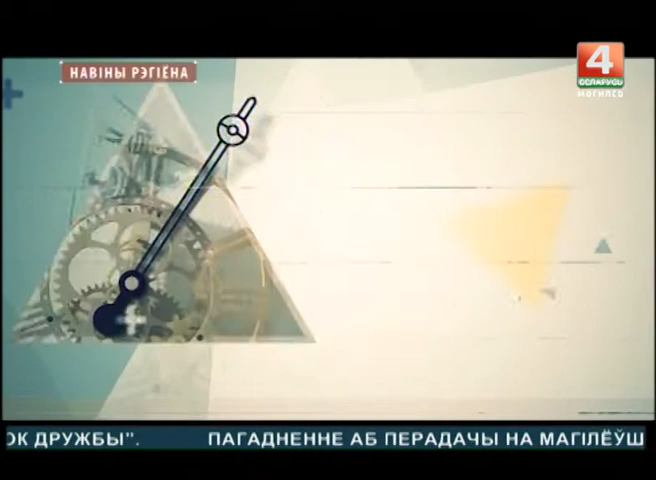 НАВІНЫ РЭГІЁНА
4
БЕЛАРУСЬ
МОГИЛЕВ
ОК ДРУЖБЫ". ПАГАДНЕННЕ АБ ПЕРАДАЧЫ НА МАГІЛЁЎШ